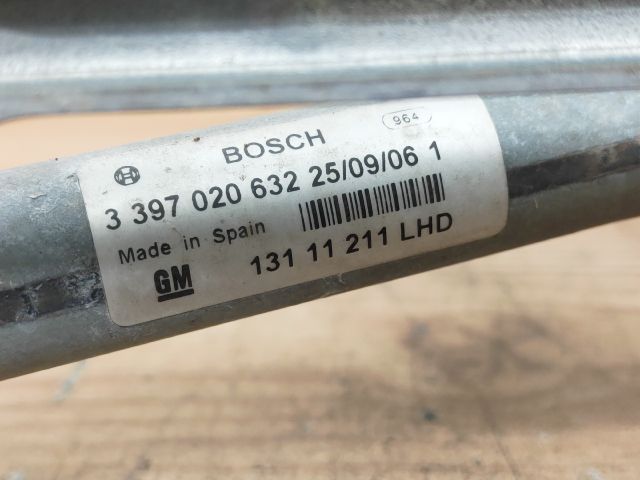 964
BOSCH
3 397 020 632 25/09/06 1
Made in Spain
GM 131 11 211 LHD